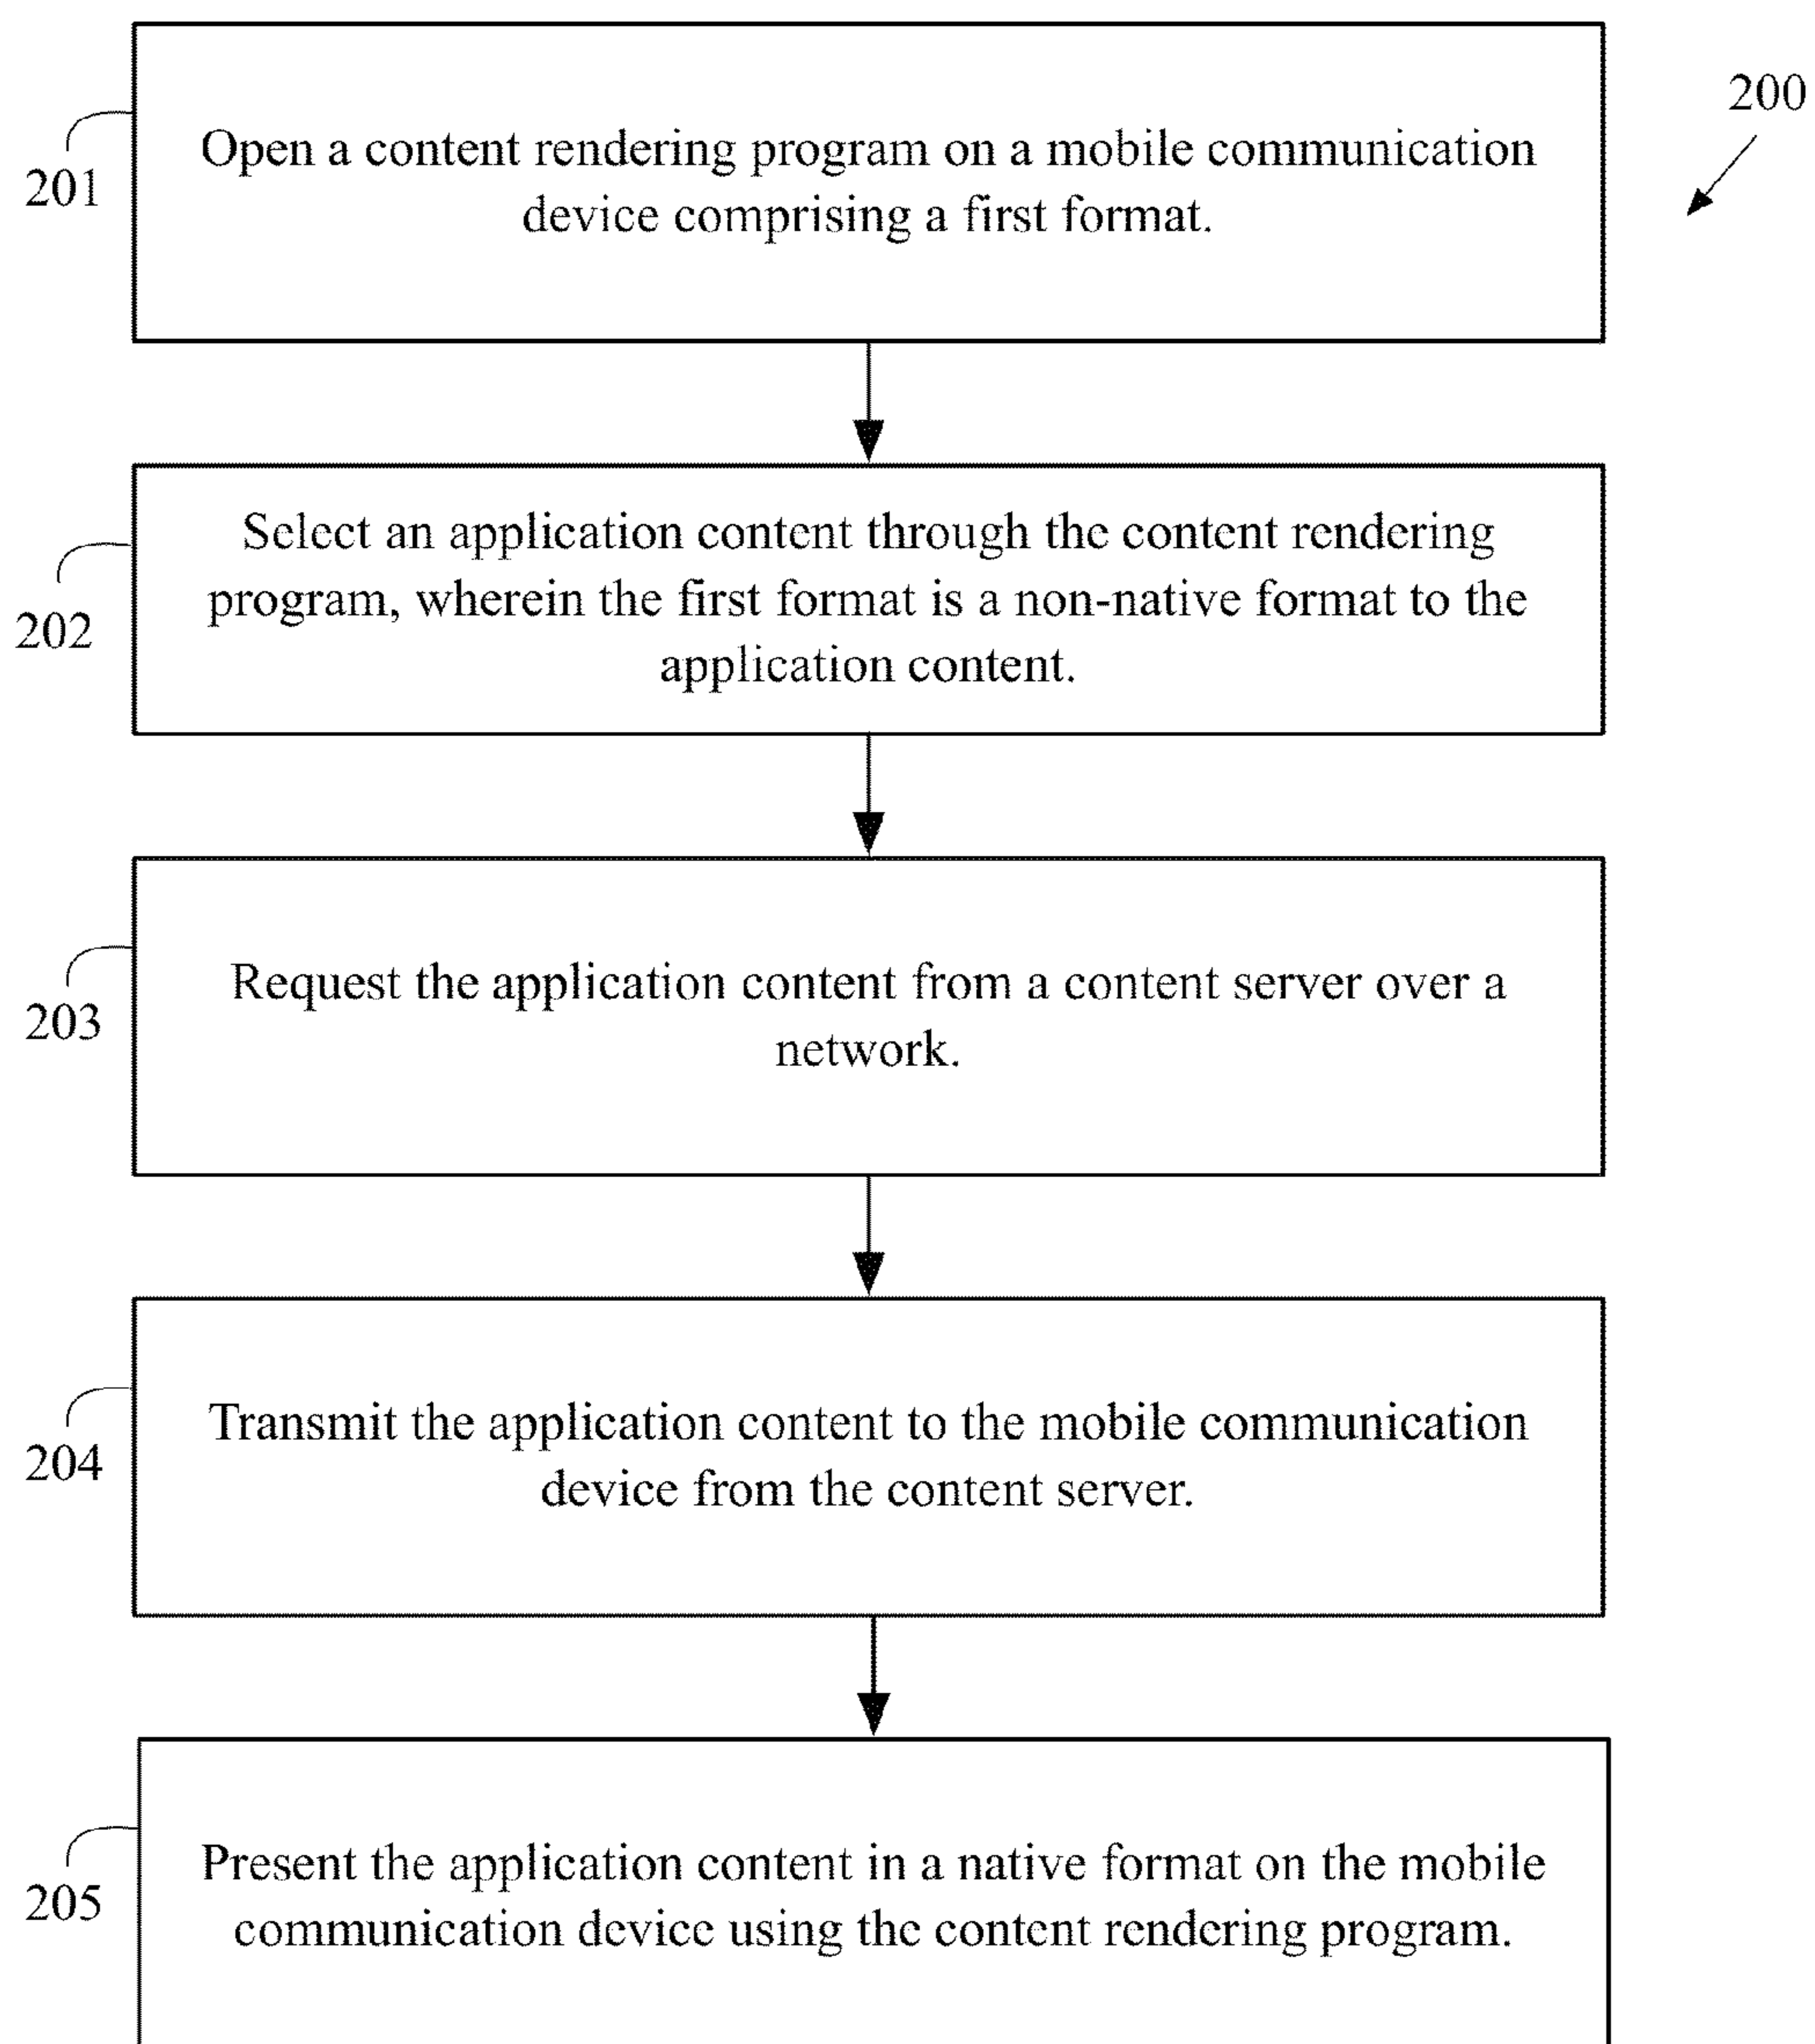 200
201
Open a content rendering program on a mobile communication
device comprising a first format.
202
Select an application content through the content rendering
program, wherein the first format is a non-native format to the
application content.
203
Request the application content from a content server over a
network.
204
Transmit the application content to the mobile communication
device from the content server.
205
Present the application content in a native format on the mobile
communication device using the content rendering program.